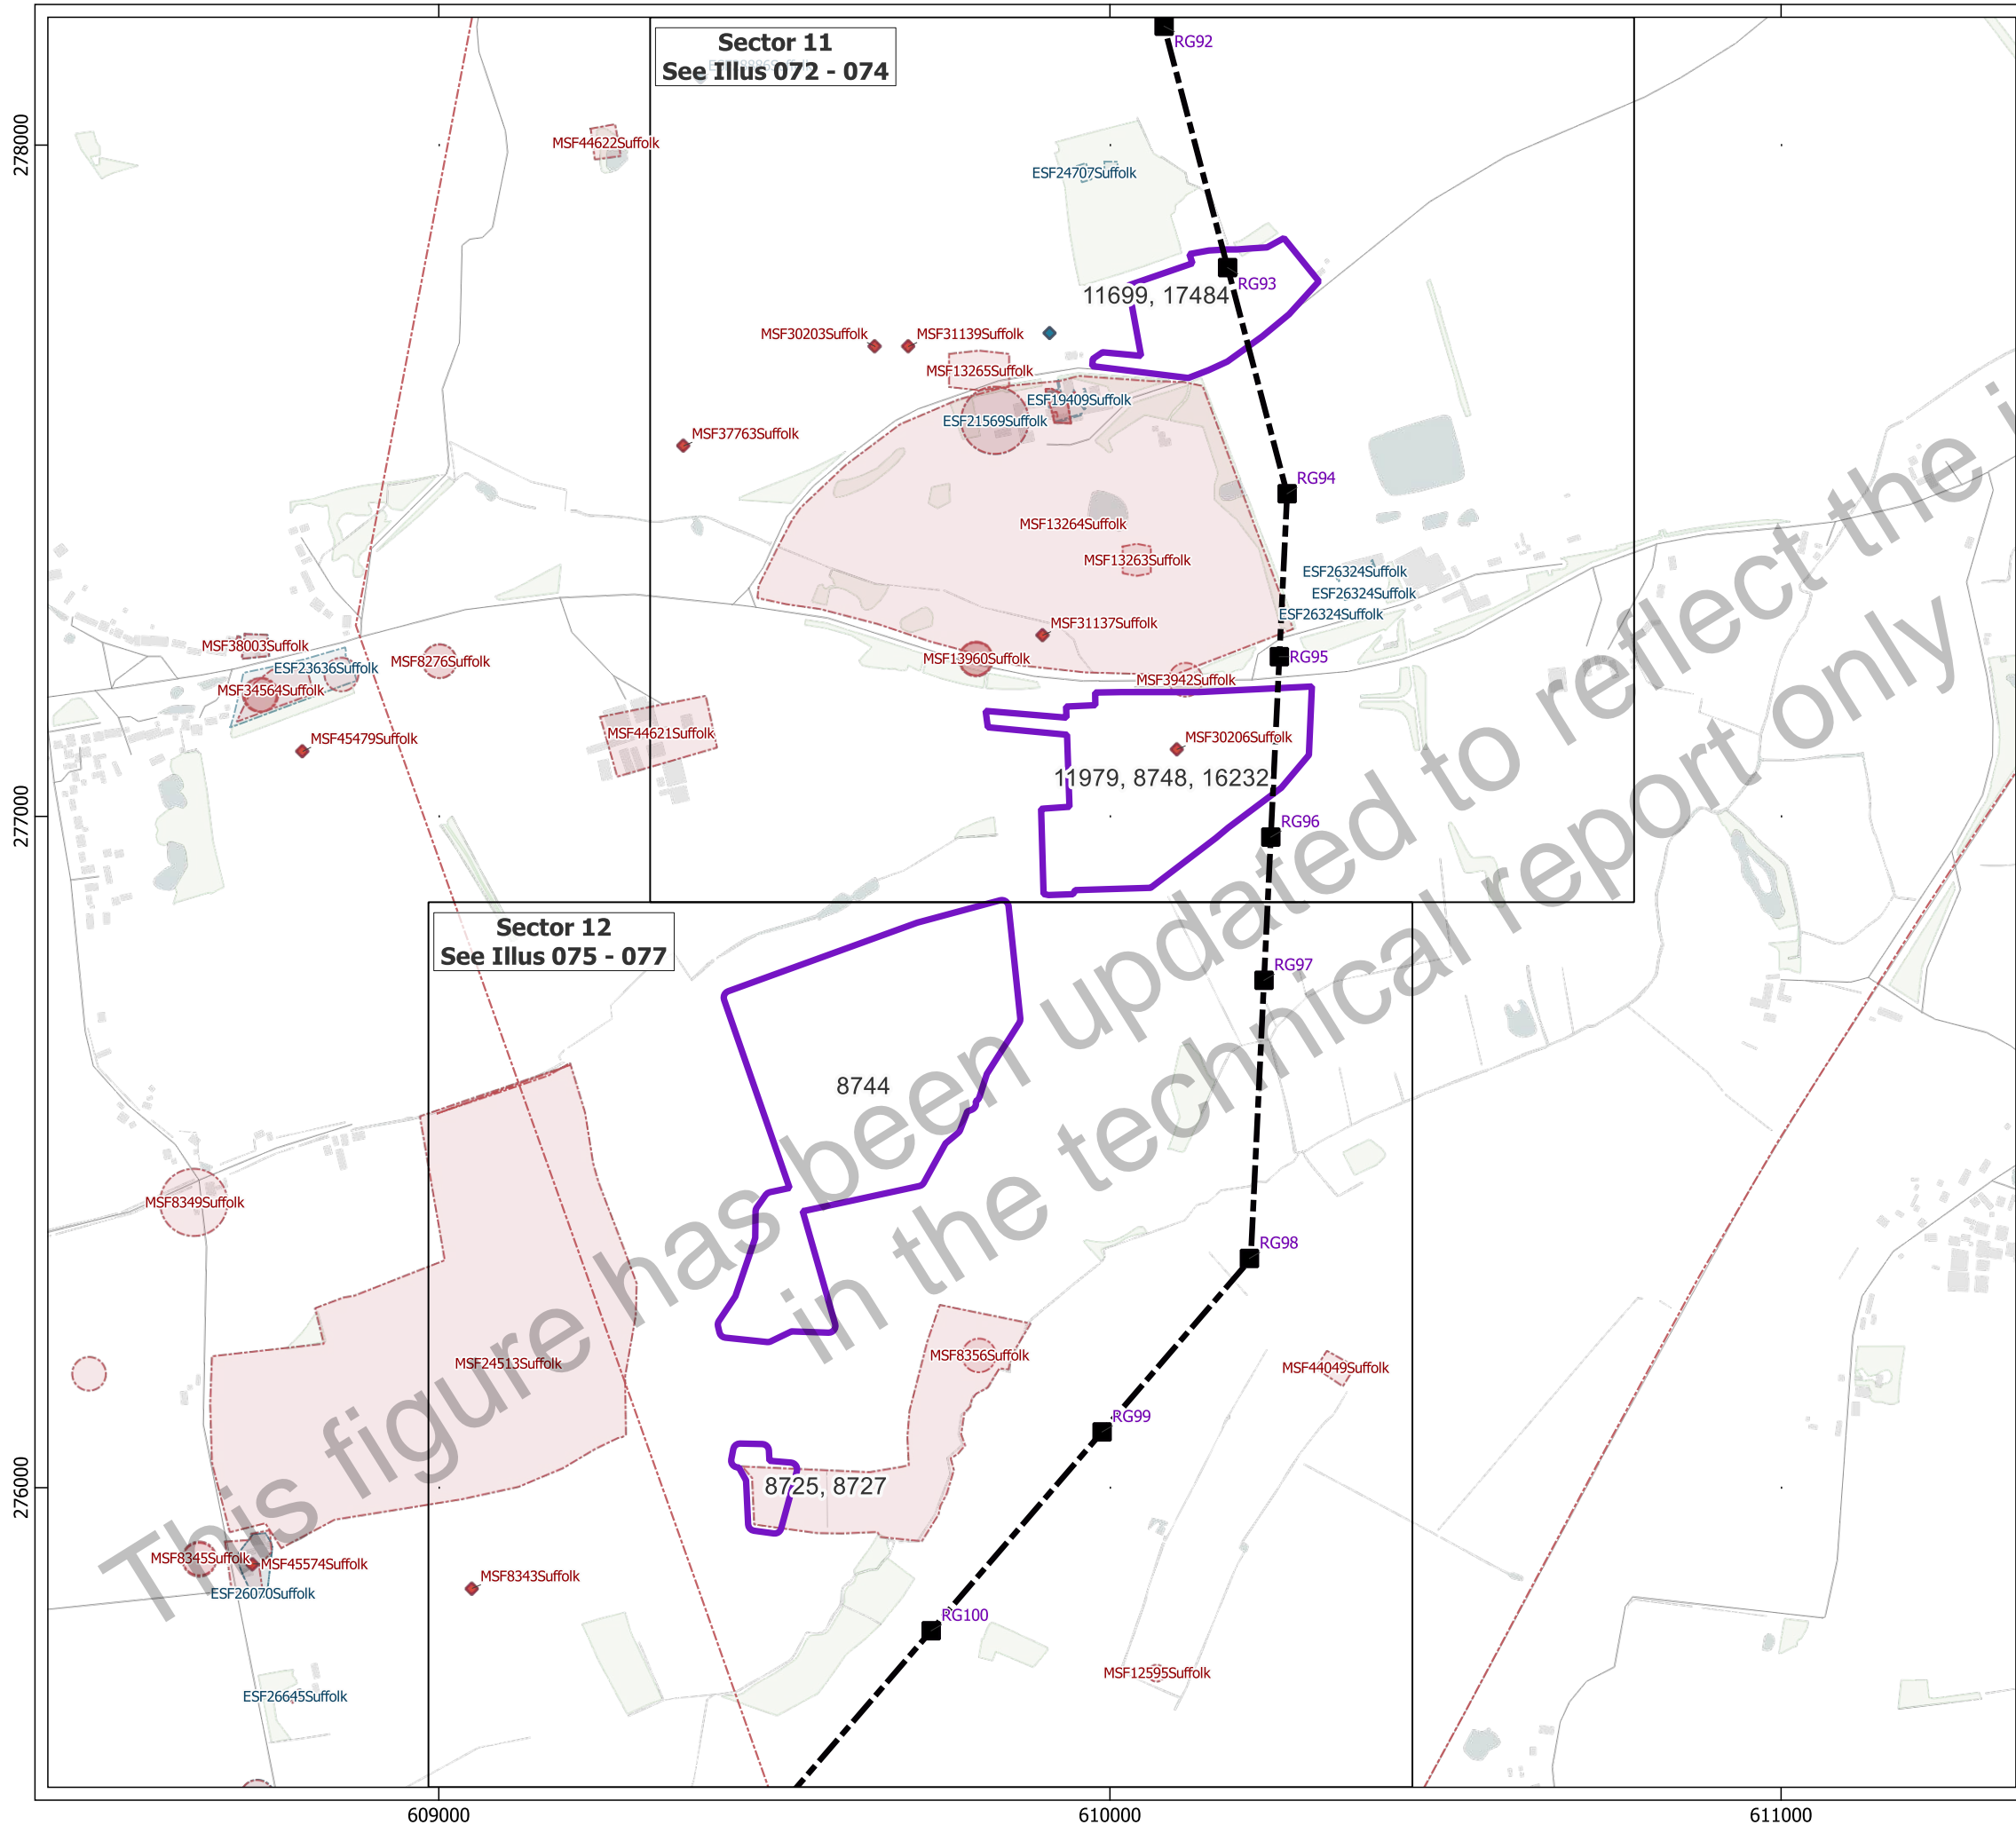 Sector 11
See Illus 072 - 074
RG92
278000
MSF44622Suffolk
ESF24707Suffolk
RG93
11699, 17484
MSF30203Suffolk
MSF31139Suffolk
MSF13265Suffolk
ESF19409Suffolk
ESF21569Suffolk
MSF37763Suffolk
RG94
MSF13264Suffolk
MSF13263Suffolk
ESF26324Suffolk
ESF26324Suffolk
ESF26324Suffolk
MSF31137Suffolk
MSF38003Suffolk
ESF23636Suffolk
MSF8276Suffolk
MSF13960Suffolk
RG95
MSF3942Suffolk
MSF34564Suffolk
MSF44621Suffolk
MSF45479Suffolk
MSF30206Suffolk
11979, 8748, 16232
277000
RG96
Sector 12
See Illus 075 - 077
RG97
8744
MSF8349Suffolk
RG98
MSF24513Suffolk
MSF8356Suffolk
MSF44049Suffolk
RG99
276000
8725, 8727
MSF8345Suffolk
MSF45574Suffolk
ESF26070Suffolk
MSF8343Suffolk
RG100
MSF12595Suffolk
ESF26645Suffolk
609000
610000
611000
This figure has been updated to reflect the i
in the technical report only